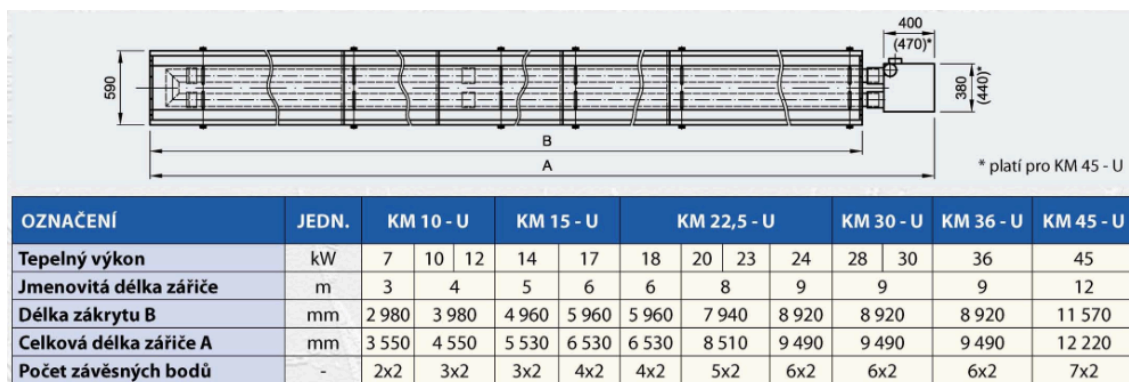 400
(470)*
590
380
(440)*
B
A
* platí pro KM 45 - U
OZNAČENÍ JEDN. KM 10 - U KM 15 - U KM 22,5 - U KM 30 - U KM 36 - U KM 45 - U
Tepelný výkon kW 7 10 12 14 17 18 20 23 24 28 30 36 45
Jmenovitá délka zářiče m 3 4 5 6 6 8 9 9 9 12
Délka zákrytu B mm 2 980 3 980 4 960 5 960 5 960 7 940 8 920 8 920 8 920 11 570
Celková délka zářiče A mm 3 550 4 550 5 530 6 530 6 530 8 510 9 490 9 490 9 490 12 220
Počet závěsných bodů - 2x2 3x2 3x2 4x2 4x2 5x2 6x2 6x2 6x2 7x2